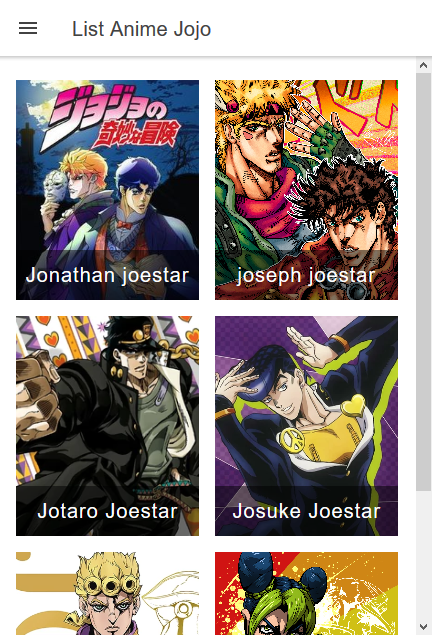 List Anime Jojo
ジョジョの
奇妙な冒険
Jonathan joestar
joseph joestar
Jotaro Joestar
Josuke Joestar